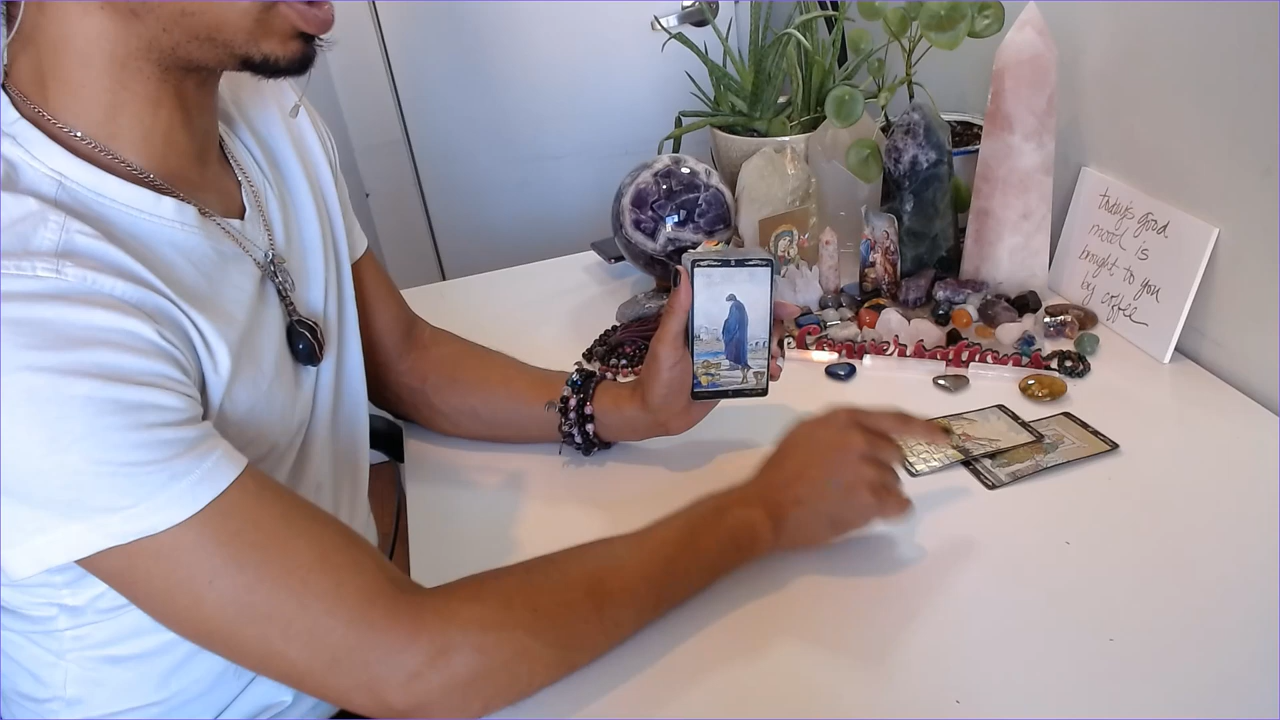 today's good
mood is
brought to you
by coffee
Conversations